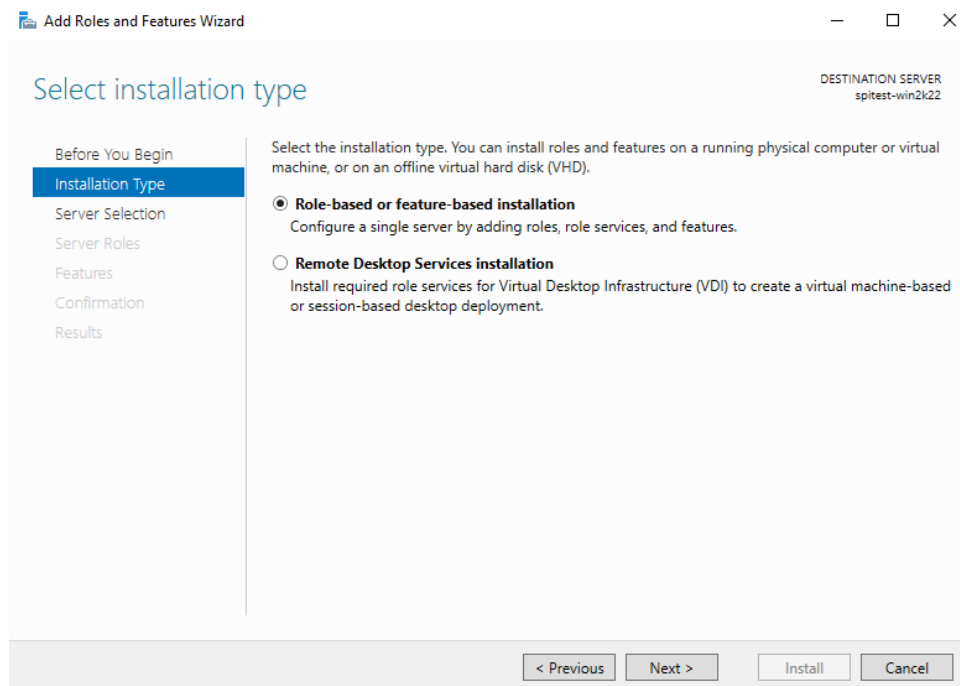 Add Roles and Features Wizard
Select installation type
DESTINATION SERVER
spitest-win2k22
Before You Begin
Installation Type
Server Selection
Server Roles
Features
Confirmation
Results
Select the installation type. You can install roles and features on a running physical computer or virtual
machine, or on an offline virtual hard disk (VHD).
Role-based or feature-based installation
Configure a single server by adding roles, role services, and features.
Remote Desktop Services installation
Install required role services for Virtual Desktop Infrastructure (VDI) to create a virtual machine-based
or session-based desktop deployment.
< Previous
Next >
Install
Cancel